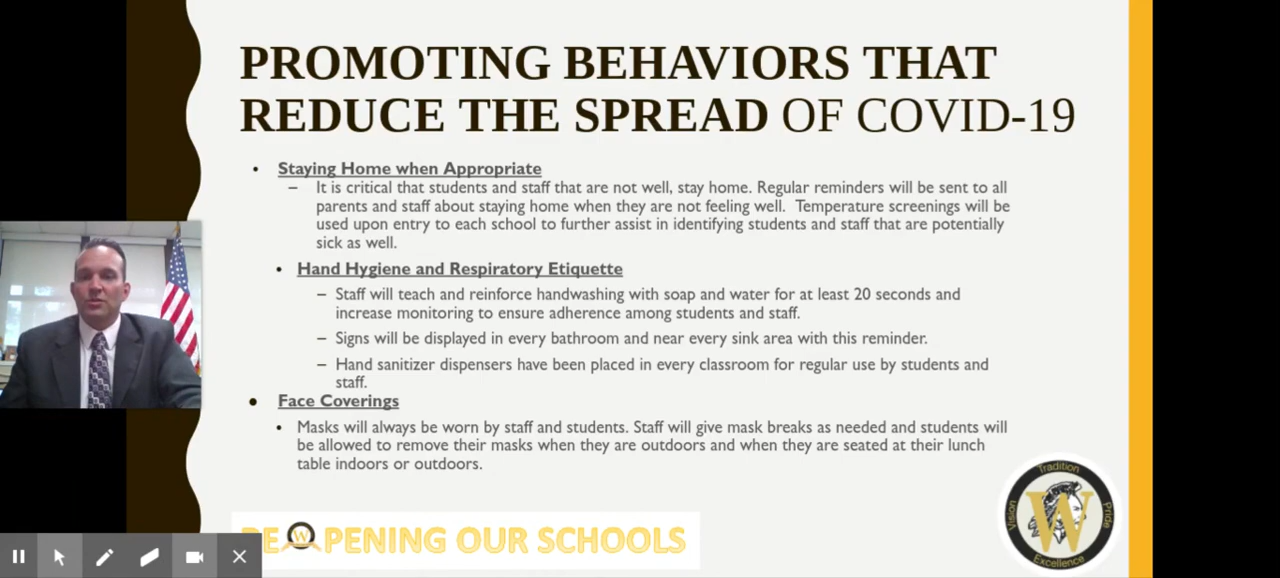 PROMOTING BEHAVIORS THAT
REDUCE THE SPREAD OF COVID-19
• Staying Home when Appropriate
– It is critical that students and staff that are not well, stay home. Regular reminders will be sent to all
parents and staff about staying home when they are not feeling well. Temperature screenings will be
used upon entry to each school to further assist in identifying students and staff that are potentially
sick as well.
• Hand Hygiene and Respiratory Etiquette
– Staff will teach and reinforce handwashing with soap and water for at least 20 seconds and
increase monitoring to ensure adherence among students and staff.
– Signs will be displayed in every bathroom and near every sink area with this reminder.
– Hand sanitizer dispensers have been placed in every classroom for regular use by students and
staff.
• Face Coverings
• Masks will always be worn by staff and students. Staff will give mask breaks as needed and students will
be allowed to remove their masks when they are outdoors and when they are seated at their lunch
table indoors or outdoors.
PENING OUR SCHOOLS
Tradition
Vision
W
Pride
Excellence